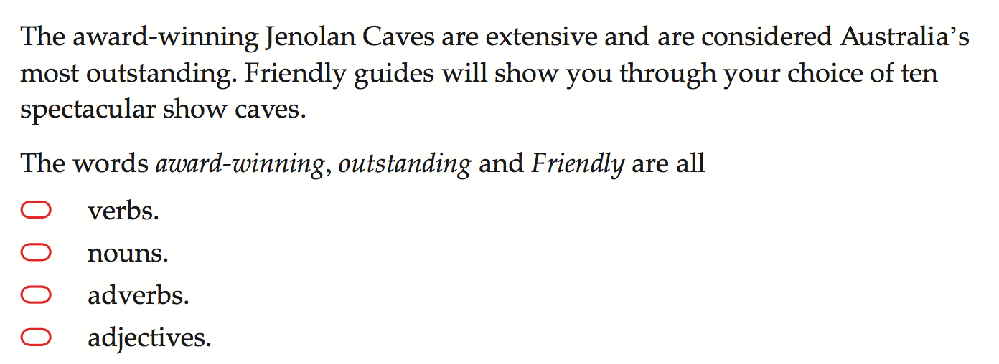 The award-winning Jenolan Caves are extensive and are considered Australia’s
most outstanding. Friendly guides will show you through your choice of ten
spectacular show caves.
The words award-winning, outstanding and Friendly are all
verbs.
nouns.
adverbs.
adjectives.